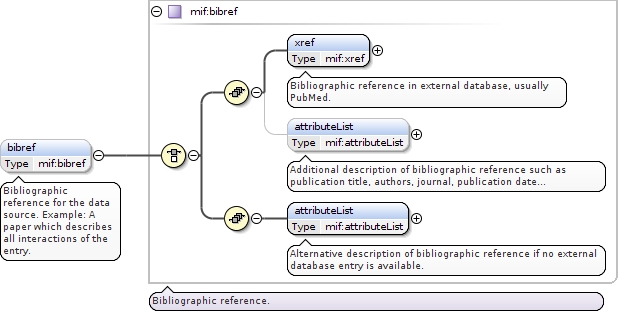 mif:bibref
xref
Type mif:xref
Bibliographic reference in external database, usually
PubMed.
attributeList
Type mif:attributeList
Additional description of bibliographic reference such as
publication title, authors, journal, publication date...
bibref
Type mif:bibref
Bibliographic
reference for the data
source. Example: A
paper which describes
all interactions of the
entry.
attributeList
Type mif:attributeList
Alternative description of bibliographic reference if no external
database entry is available.
Bibliographic reference.